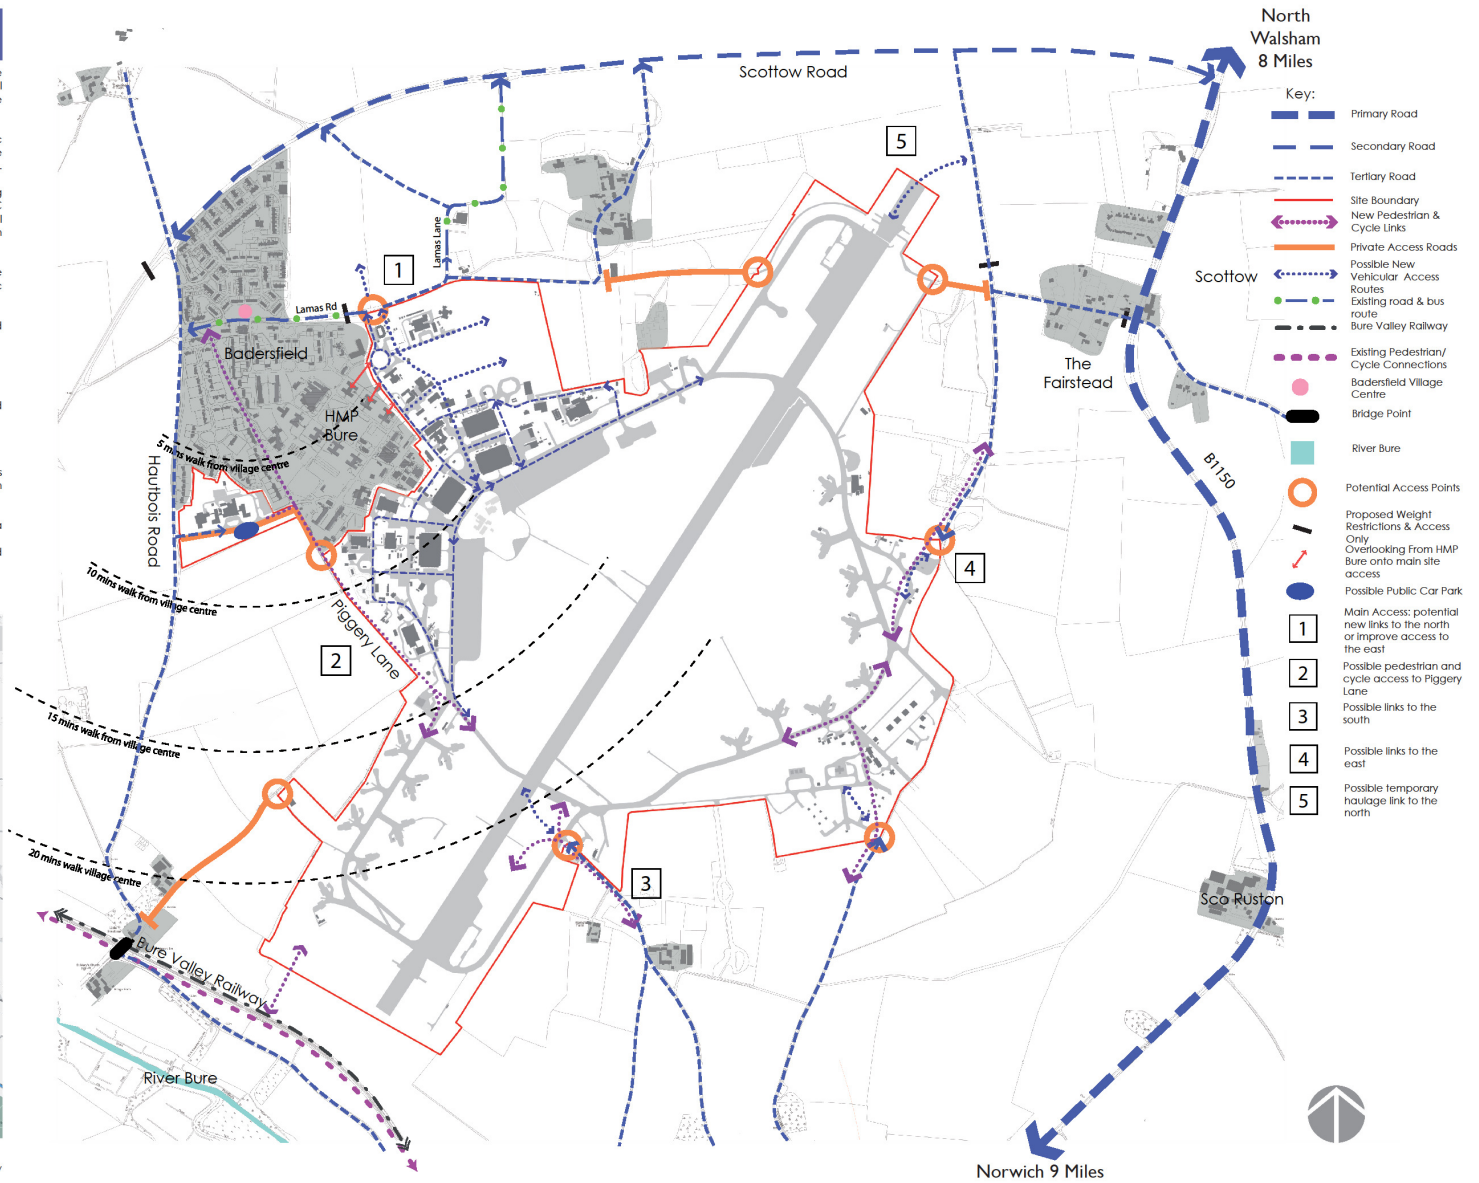 North
Walsham
8 Miles
Scottow Road
Key:
Primary Road
Secondary Road
Tertiary Road
Site Boundary
New Pedestrian &
Cycle Links
Private Access Roads
Possible New
Vehicular Access
Routes
Existing road & bus
route
Bure Valley Railway
Existing Pedestrian/
Cycle Connections
Badersfield Village
Centre
Bridge Point
River Bure
Potential Access Points
Proposed Weight
Restrictions & Access
Only
Overlooking From HMP
Bure onto main site
access
Possible Public Car Park
1
Main Access: potential
new links to the north
or improve access to
the east
2
Possible pedestrian and
cycle access to Piggery
Lane
3
Possible links to the
south
4
Possible links to the
east
5
Possible temporary
haulage link to the
north
5
Lamas Lane
1
Lamas Rd
Badersfield
HMP
Bure
Scottow
The
Fairstead
B1150
5 mins walk from village centre
Hautbois Road
10 mins walk from village centre
Piggery Lane
2
4
15 mins walk from village centre
20 mins walk village centre
3
Sco Ruston
Bure Valley Railway
River Bure
Norwich 9 Miles